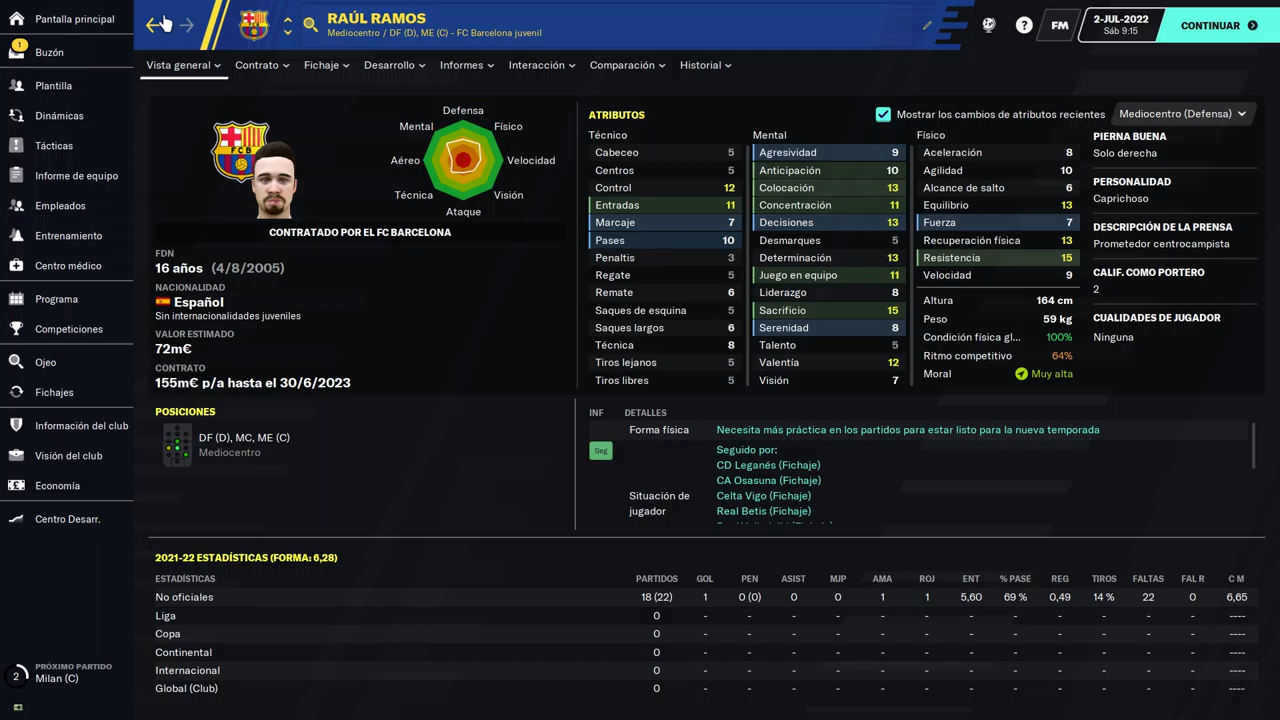 Pantalla principal
1
Buzón
Plantilla
Dinámicas
Tácticas
Informe de equipo
Empleados
Entrenamiento
Centro médico
Programa
Competiciones
Ojeo
Fichajes
Información del club
Visión del club
Economía
Centro Desarr.
2
PRÓXIMO PARTIDO
Milan (C)
RAÚL RAMOS
Mediocentro / DF (D), ME (C) - FC Barcelona juvenil
?
FM
2-JUL-2022
Sáb 9:15
CONTINUAR
Vista general
Contrato
Fichaje
Desarrollo
Informes
Interacción
Comparación
Historial
FCB
Defensa
Físico
Velocidad
Visión
Ataque
Técnica
Aéreo
Mental
CONTRATADO POR EL FC BARCELONA
FDN
16 años (4/8/2005)
NACIONALIDAD
Español
Sin internacionalidades juveniles
VALOR ESTIMADO
72m€
CONTRATO
155m€ p/a hasta el 30/6/2023
ATRIBUTOS
Mostrar los cambios de atributos recientes
Mediocentro (Defensa)
Técnico
Cabeceo 5
Centros 5
Control 12
Entradas 11
Marcaje 7
Pases 10
Penaltis 3
Regate 5
Remate 6
Saques de esquina 5
Saques largos 6
Técnica 8
Tiros lejanos 5
Tiros libres 5
Mental
Agresividad 9
Anticipación 10
Colocación 13
Concentración 11
Decisiones 13
Desmarques 5
Determinación 13
Juego en equipo 11
Liderazgo 8
Sacrificio 15
Serenidad 8
Talento 5
Valentía 12
Visión 7
Físico
Aceleración 8
Agilidad 10
Alcance de salto 6
Equilibrio 13
Fuerza 7
Recuperación física 13
Resistencia 15
Velocidad 9
Altura 164 cm
Peso 59 kg
Condición física gl... 100%
Ritmo competitivo 64%
Moral Muy alta
PIERNA BUENA
Solo derecha
PERSONALIDAD
Caprichoso
DESCRIPCIÓN DE LA PRENSA
Prometedor centrocampista
CALIF. COMO PORTERO
2
CUALIDADES DE JUGADOR
Ninguna
POSICIONES
DF (D), MC, ME (C)
Mediocentro
INF DETALLES
Forma física Necesita más práctica en los partidos para estar listo para la nueva temporada
Seg
Situación de jugador
Seguido por:
CD Leganés (Fichaje)
CA Osasuna (Fichaje)
Celta Vigo (Fichaje)
Real Betis (Fichaje)
2021-22 ESTADÍSTICAS (FORMA: 6,28)
ESTADÍSTICAS PARTIDOS GOL PEN ASIST MJP AMA ROJ ENT % PASE REG TIROS FALTAS FAL R C M
No oficiales 18 (22) 1 0 (0) 0 0 1 1 5,60 69 % 0,49 14 % 22 0 6,65
Liga 0 - - - - - - - - - - - - ----
Copa 0 - - - - - - - - - - - - ----
Continental 0 - - - - - - - - - - - - ----
Internacional 0 - - - - - - - - - - - - ----
Global (Club) 0 - - - - - - - - - - - - ----